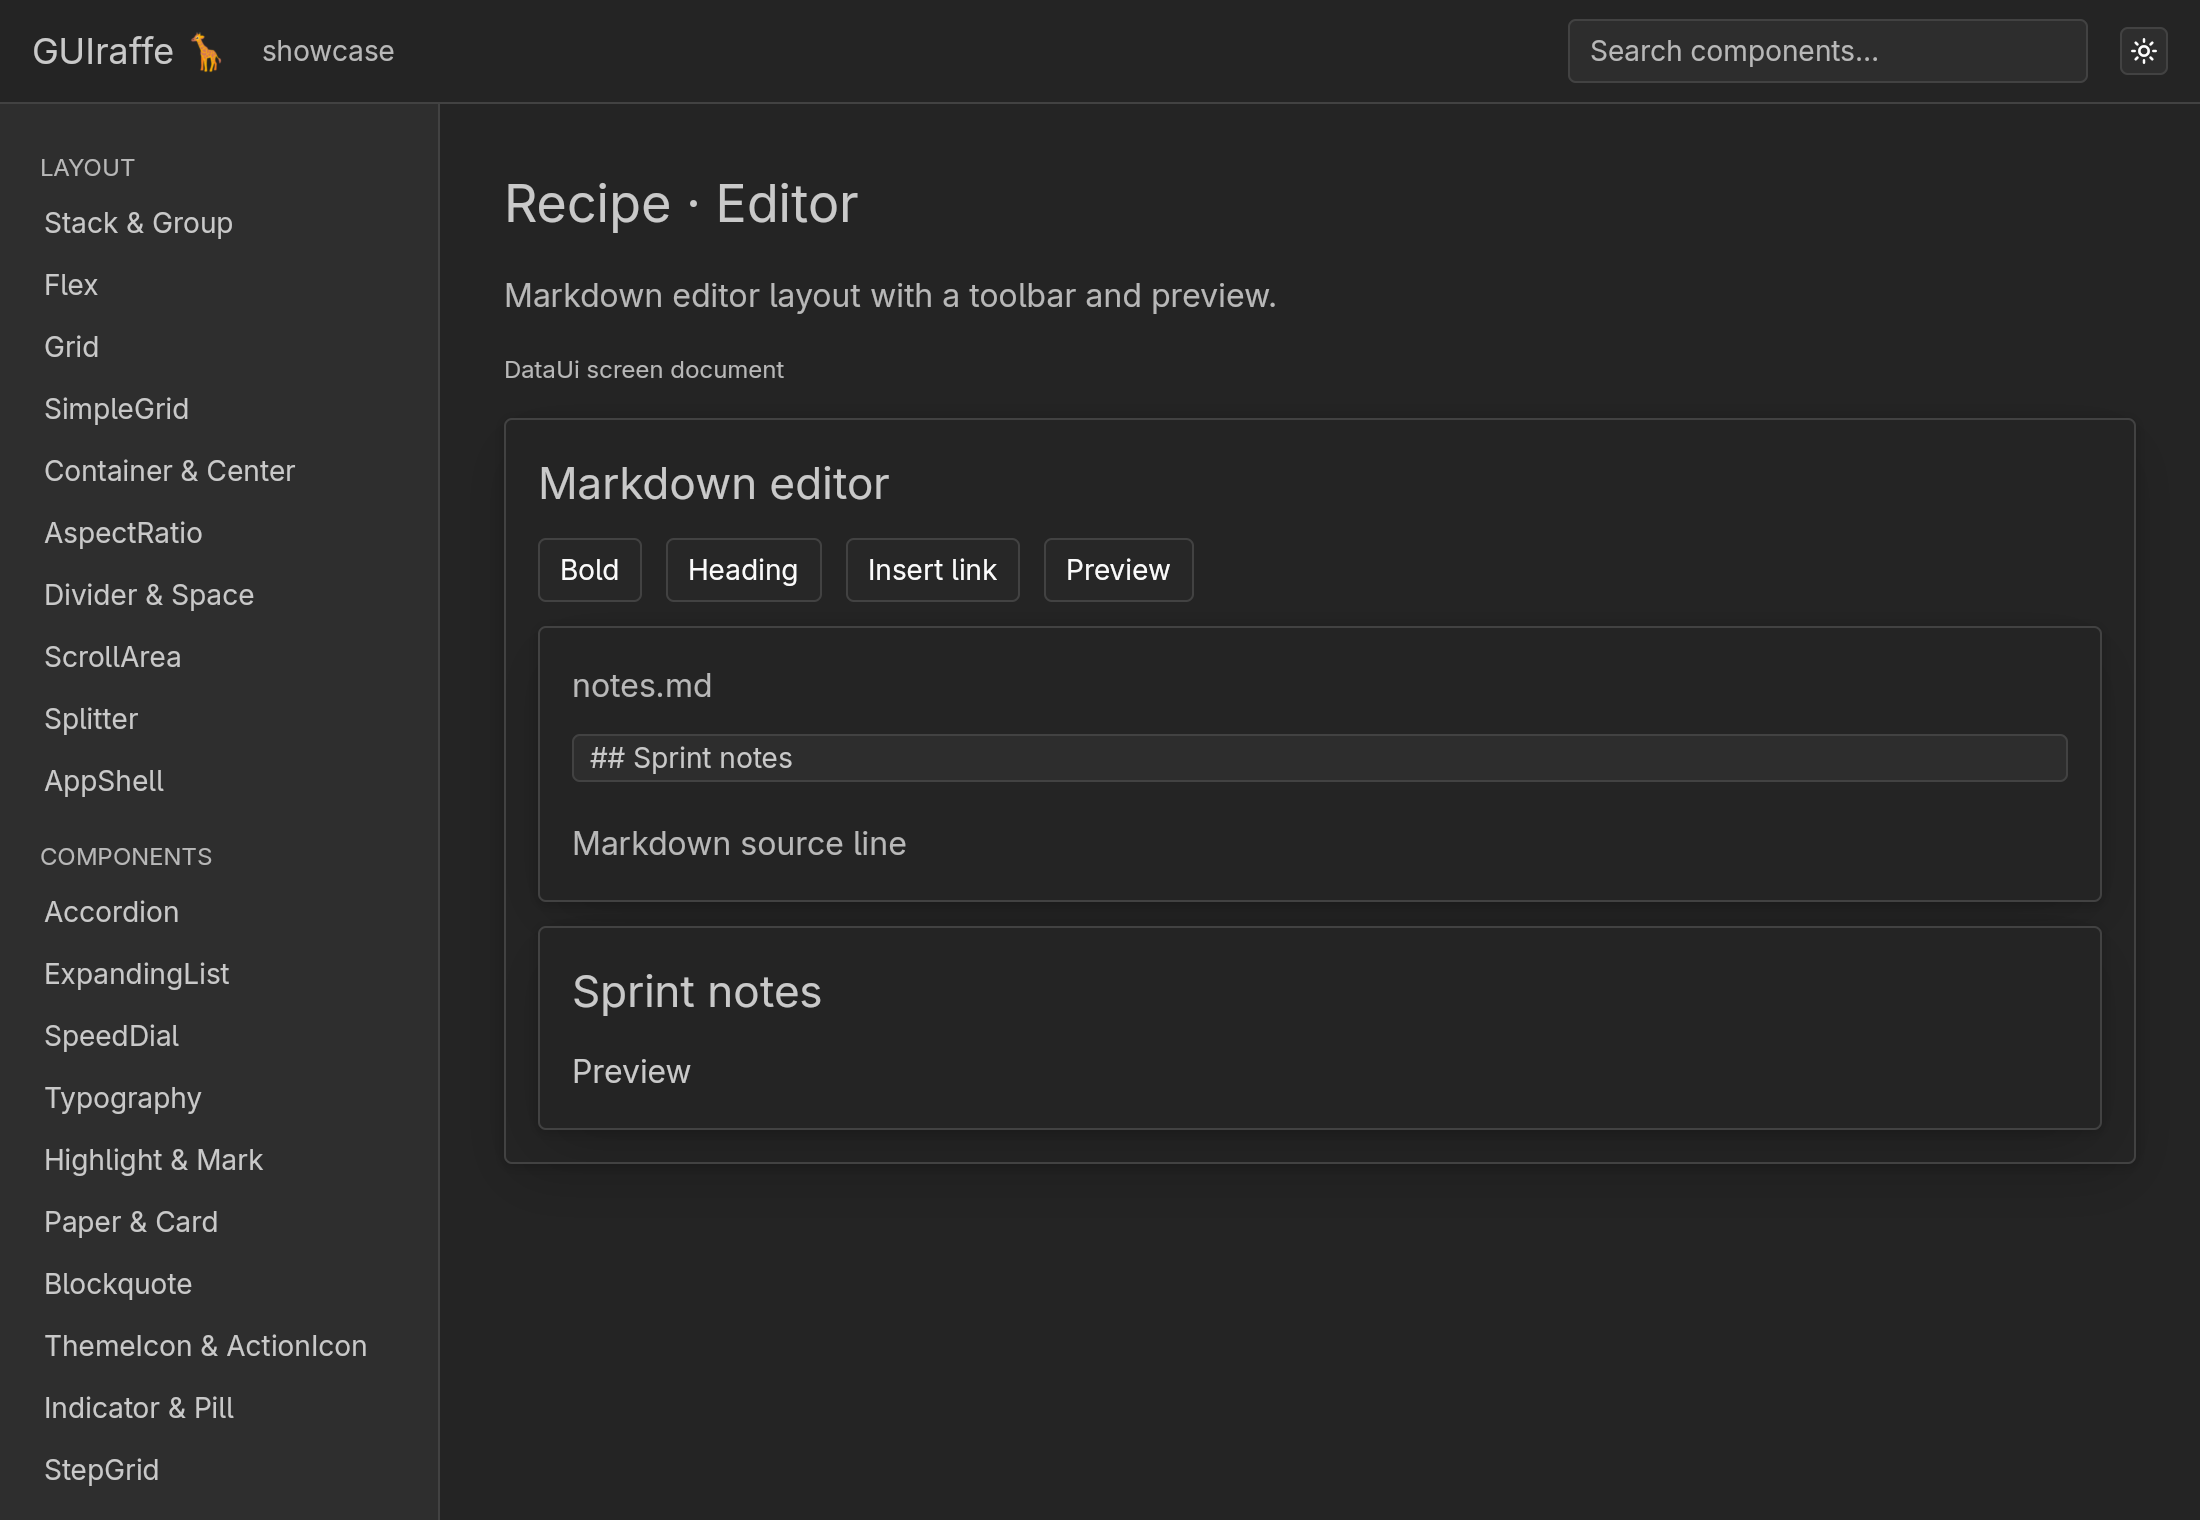 GUIraffe 🦒 showcase
Search components...
LAYOUT
Stack & Group
Flex
Grid
SimpleGrid
Container & Center
AspectRatio
Divider & Space
ScrollArea
Splitter
AppShell
COMPONENTS
Accordion
ExpandingList
SpeedDial
Typography
Highlight & Mark
Paper & Card
Blockquote
ThemeIcon & ActionIcon
Indicator & Pill
StepGrid
Recipe · Editor
Markdown editor layout with a toolbar and preview.
DataUi screen document
Markdown editor
Bold Heading Insert link Preview
notes.md
## Sprint notes
Markdown source line
Sprint notes
Preview